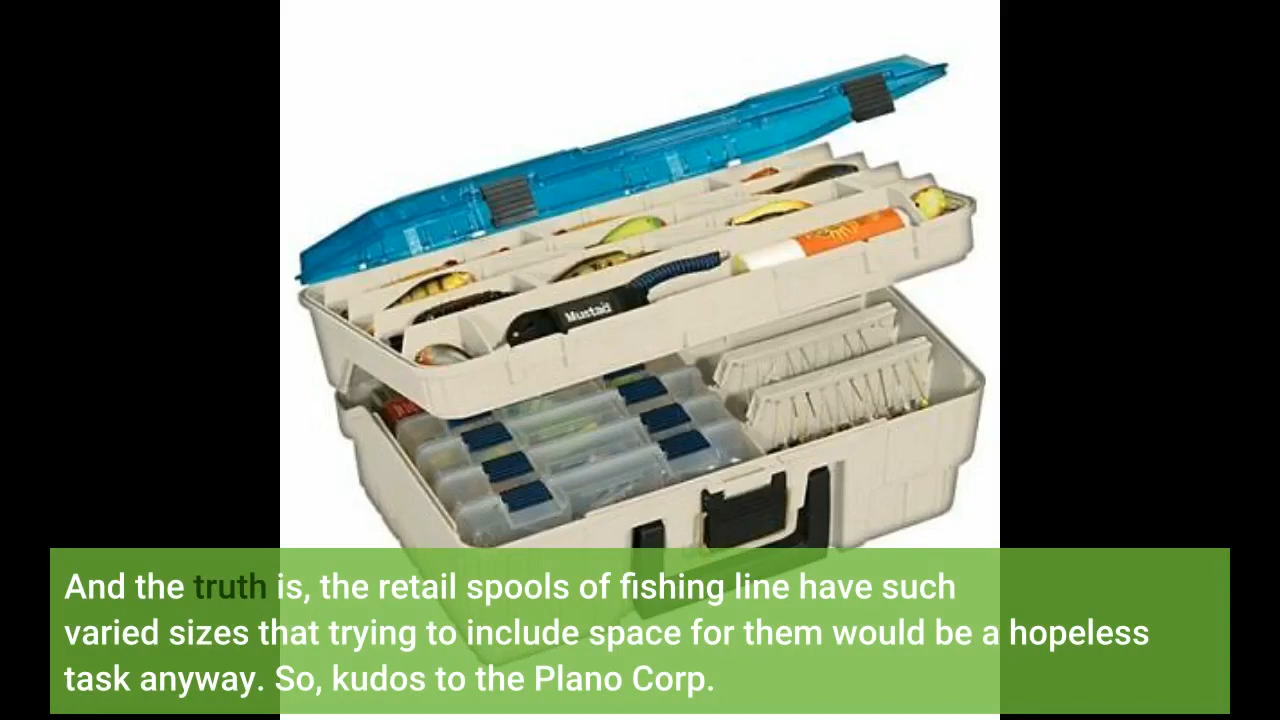 Mustad
And the truth is, the retail spools of fishing line have such
varied sizes that trying to include space for them would be a hopeless
task anyway. So, kudos to the Plano Corp.